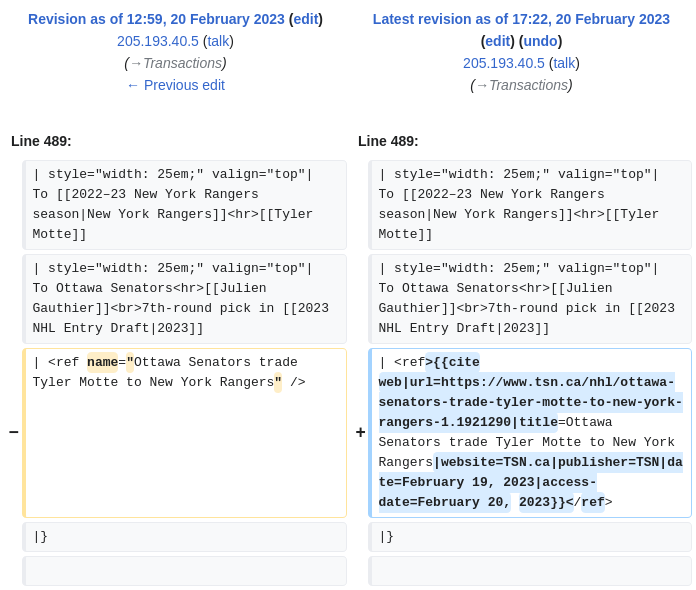 Revision as of 12:59, 20 February 2023 (edit)
205.193.40.5 (talk)
(→Transactions)
← Previous edit
Latest revision as of 17:22, 20 February 2023
(edit) (undo)
205.193.40.5 (talk)
(→Transactions)
Line 489:
Line 489:
| style="width: 25em;" valign="top"|
To [[2022–23 New York Rangers
season|New York Rangers]]<hr>[[Tyler
Motte]]
| style="width: 25em;" valign="top"|
To [[2022–23 New York Rangers
season|New York Rangers]]<hr>[[Tyler
Motte]]
| style="width: 25em;" valign="top"|
To Ottawa Senators<hr>[[Julien
Gauthier]]<br>7th-round pick in [[2023
NHL Entry Draft|2023]]
| style="width: 25em;" valign="top"|
To Ottawa Senators<hr>[[Julien
Gauthier]]<br>7th-round pick in [[2023
NHL Entry Draft|2023]]
−
| <ref name="Ottawa Senators trade
Tyler Motte to New York Rangers" />
+
| <ref>{{cite
web|url=https://www.tsn.ca/nhl/ottawa-
senators-trade-tyler-motte-to-new-york-
rangers-1.1921290|title=Ottawa
Senators trade Tyler Motte to New York
Rangers|website=TSN.ca|publisher=TSN|da
te=February 19, 2023|access-
date=February 20, 2023}}</ref>
|}
|}